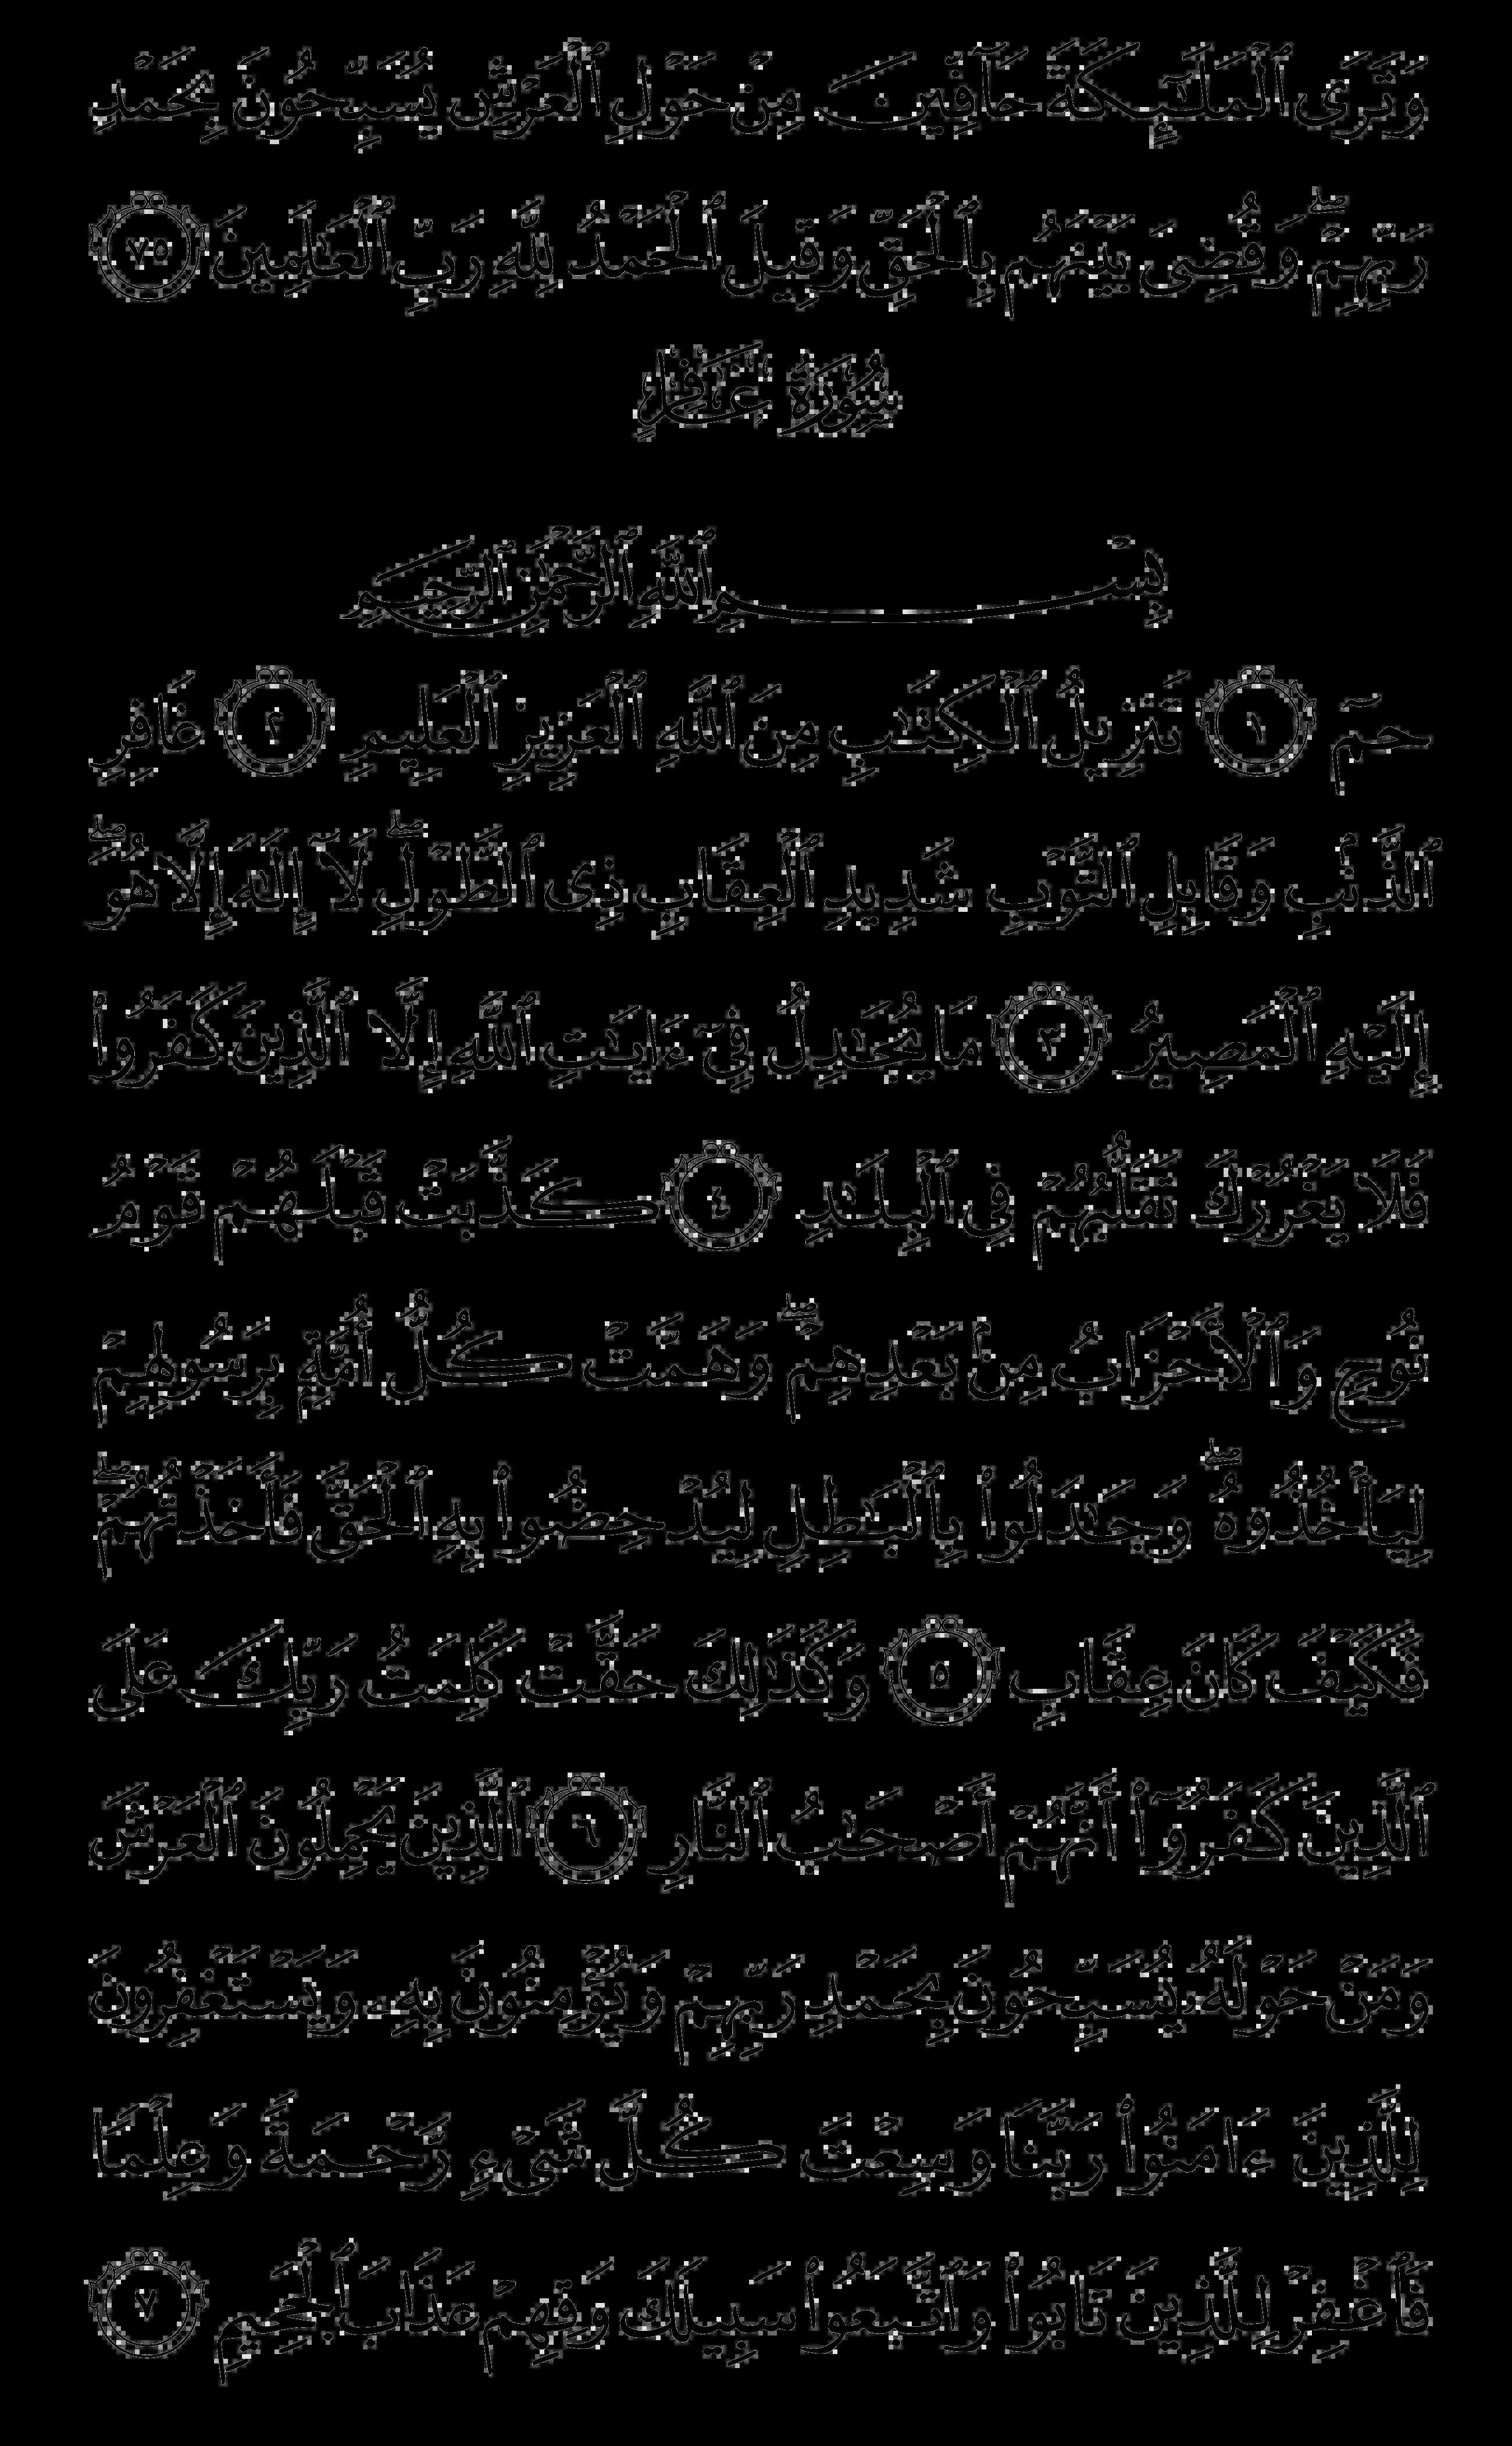 وَتَرَى ٱلْمَلَـٰٓئِكَةَ حَآفِّينَ مِنْ حَوْلِ ٱلْعَرْشِ يُسَبِّحُونَ بِحَمْدِ
رَبِّهِمْ ۖ وَقُضِىَ بَيْنَهُم بِٱلْحَقِّ وَقِيلَ ٱلْحَمْدُ لِلَّهِ رَبِّ ٱلْعَـٰلَمِينَ ٧٥
سُورَةُ غَافِرٍ
بِسْمِ ٱللَّهِ ٱلرَّحْمَـٰنِ ٱلرَّحِيمِ
حمٓ ١ تَنزِيلُ ٱلْكِتَـٰبِ مِنَ ٱللَّهِ ٱلْعَزِيزِ ٱلْعَلِيمِ ٢ غَافِرِ
ٱلذَّنۢبِ وَقَابِلِ ٱلتَّوْبِ شَدِيدِ ٱلْعِقَابِ ذِى ٱلطَّوْلِ ۖ لَآ إِلَـٰهَ إِلَّا هُوَ ۖ
إِلَيْهِ ٱلْمَصِيرُ ٣ مَا يُجَـٰدِلُ فِىٓ ءَايَـٰتِ ٱللَّهِ إِلَّا ٱلَّذِينَ كَفَرُوا۟
فَلَا يَغْرُرْكَ تَقَلُّبُهُمْ فِى ٱلْبِلَـٰدِ ٤ كَذَّبَتْ قَبْلَهُمْ قَوْمُ
نُوحٍ وَٱلْأَحْزَابُ مِنۢ بَعْدِهِمْ ۖ وَهَمَّتْ كُلُّ أُمَّةٍۭ بِرَسُولِهِمْ
لِيَأْخُذُوهُ ۖ وَجَـٰدَلُوا۟ بِٱلْبَـٰطِلِ لِيُدْحِضُوا۟ بِهِ ٱلْحَقَّ فَأَخَذْتُهُمْ ۖ
فَكَيْفَ كَانَ عِقَابِ ٥ وَكَذَٰلِكَ حَقَّتْ كَلِمَتُ رَبِّكَ عَلَى
ٱلَّذِينَ كَفَرُوٓا۟ أَنَّهُمْ أَصْحَـٰبُ ٱلنَّارِ ٦ ٱلَّذِينَ يَحْمِلُونَ ٱلْعَرْشَ
وَمَنْ حَوْلَهُۥ يُسَبِّحُونَ بِحَمْدِ رَبِّهِمْ وَيُؤْمِنُونَ بِهِۦ وَيَسْتَغْفِرُونَ
لِلَّذِينَ ءَامَنُوا۟ رَبَّنَا وَسِعْتَ كُلَّ شَىْءٍ رَّحْمَةً وَعِلْمًا
فَٱغْفِرْ لِلَّذِينَ تَابُوا۟ وَٱتَّبَعُوا۟ سَبِيلَكَ وَقِهِمْ عَذَابَ ٱلْجَحِيمِ ٧